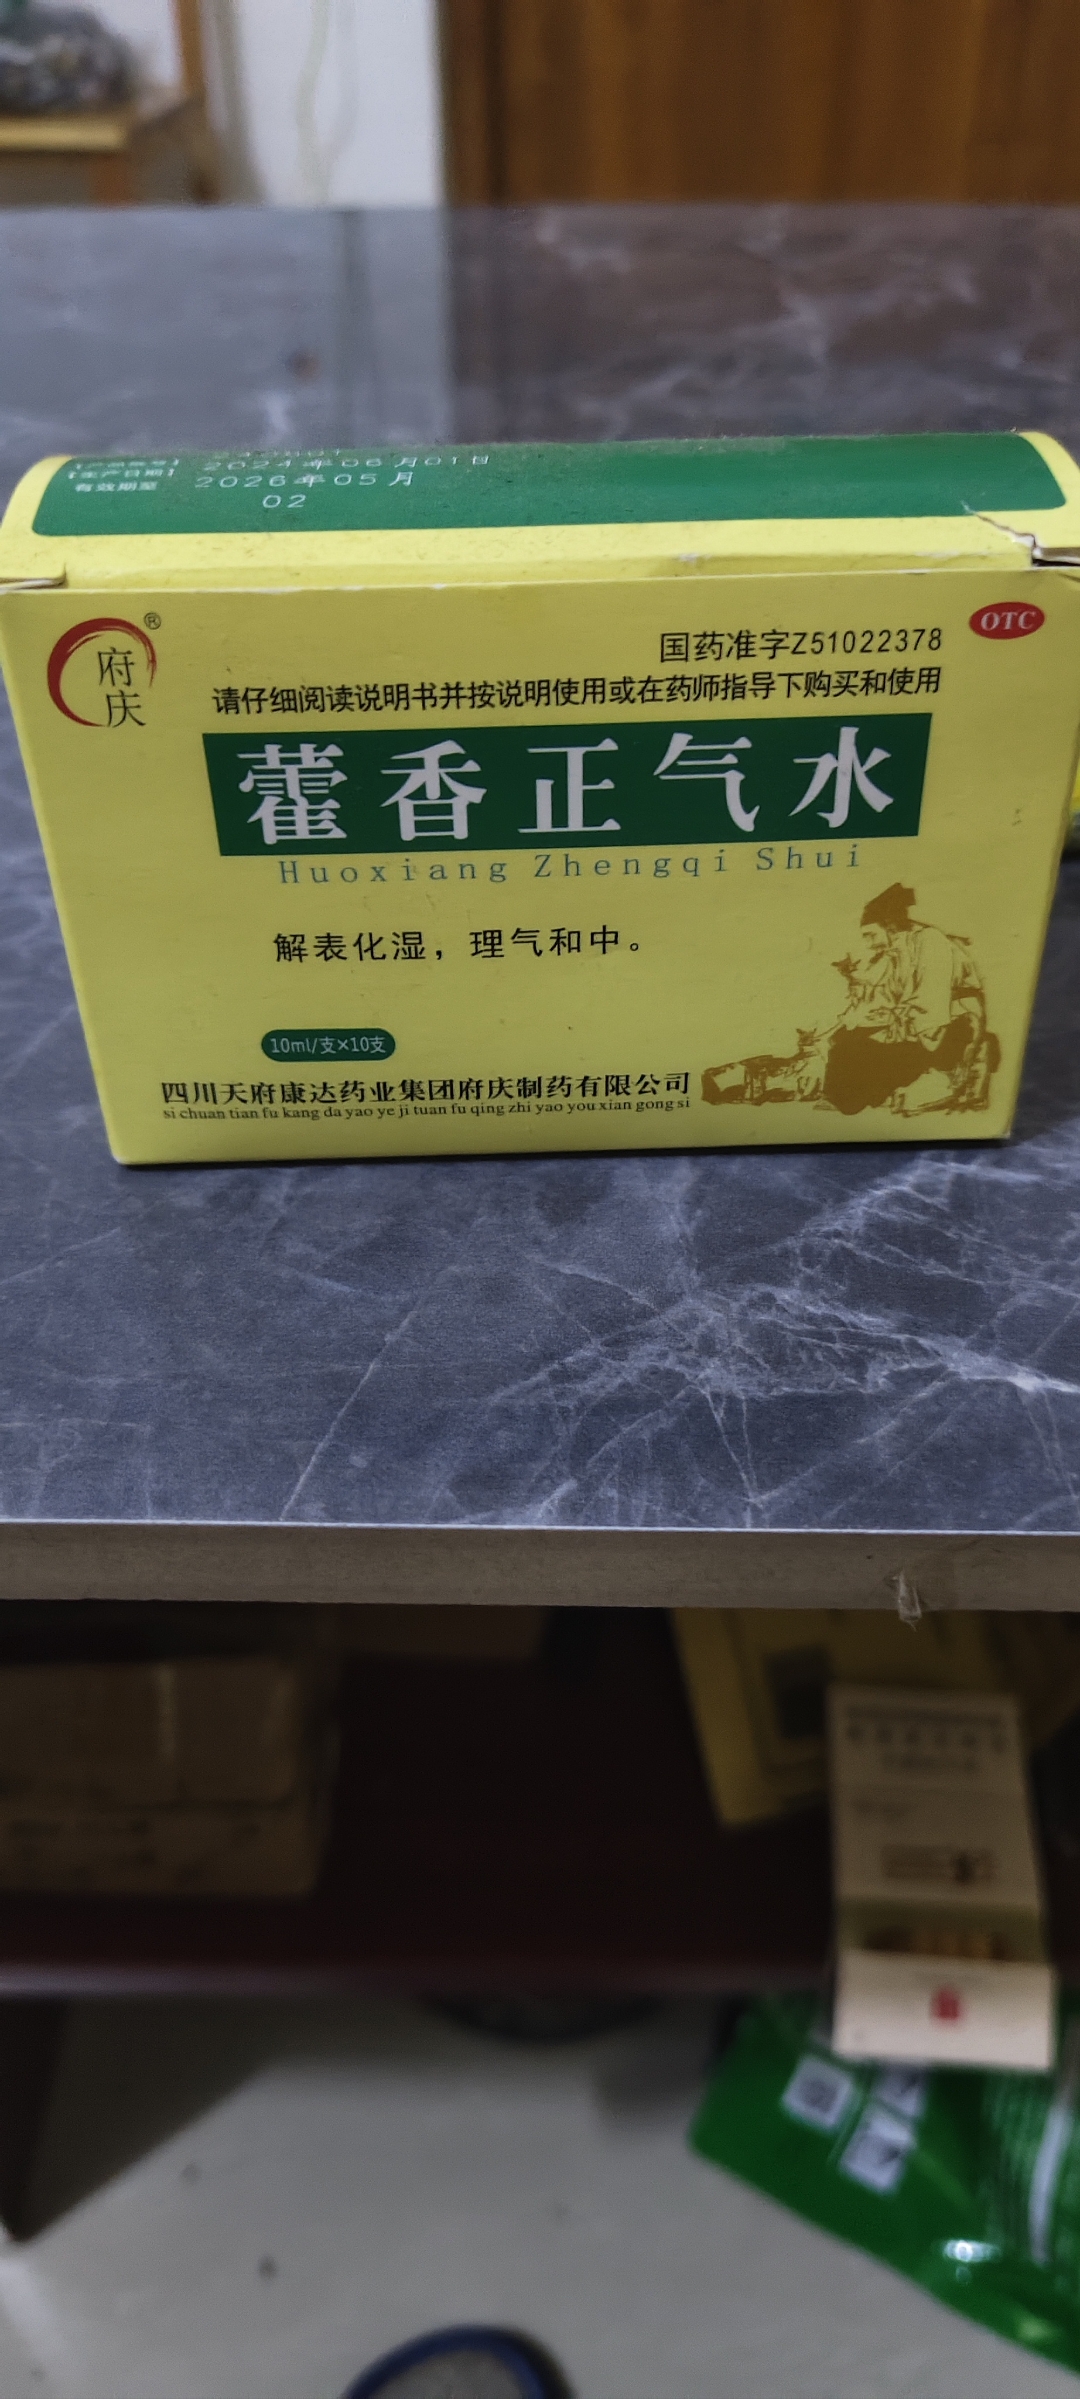 2024年06月01日
有效期至 2026年05月
02
府庆®
OTC
国药准字Z51022378
请仔细阅读说明书并按说明使用或在药师指导下购买和使用
藿香正气水
Huoxiang Zhengqi Shui
解表化湿，理气和中。
10ml/支×10支
四川天府康达药业集团府庆制药有限公司
si chuan tian fu kang da yao ye ji tuan fu qing zhi yao you xian gong si